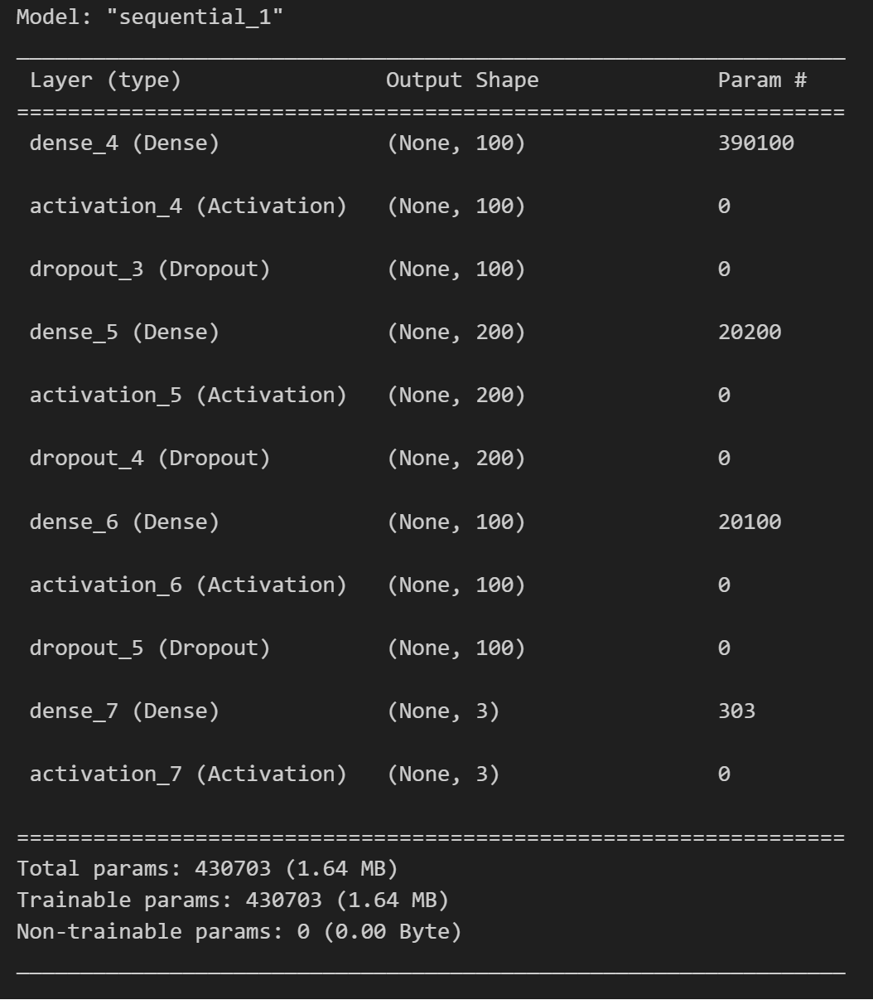 Model: "sequential_1"
_________________________________________________________________
Layer (type) Output Shape Param #
=================================================================
dense_4 (Dense) (None, 100) 390100
activation_4 (Activation) (None, 100) 0
dropout_3 (Dropout) (None, 100) 0
dense_5 (Dense) (None, 200) 20200
activation_5 (Activation) (None, 200) 0
dropout_4 (Dropout) (None, 200) 0
dense_6 (Dense) (None, 100) 20100
activation_6 (Activation) (None, 100) 0
dropout_5 (Dropout) (None, 100) 0
dense_7 (Dense) (None, 3) 303
activation_7 (Activation) (None, 3) 0
=================================================================
Total params: 430703 (1.64 MB)
Trainable params: 430703 (1.64 MB)
Non-trainable params: 0 (0.00 Byte)
_________________________________________________________________